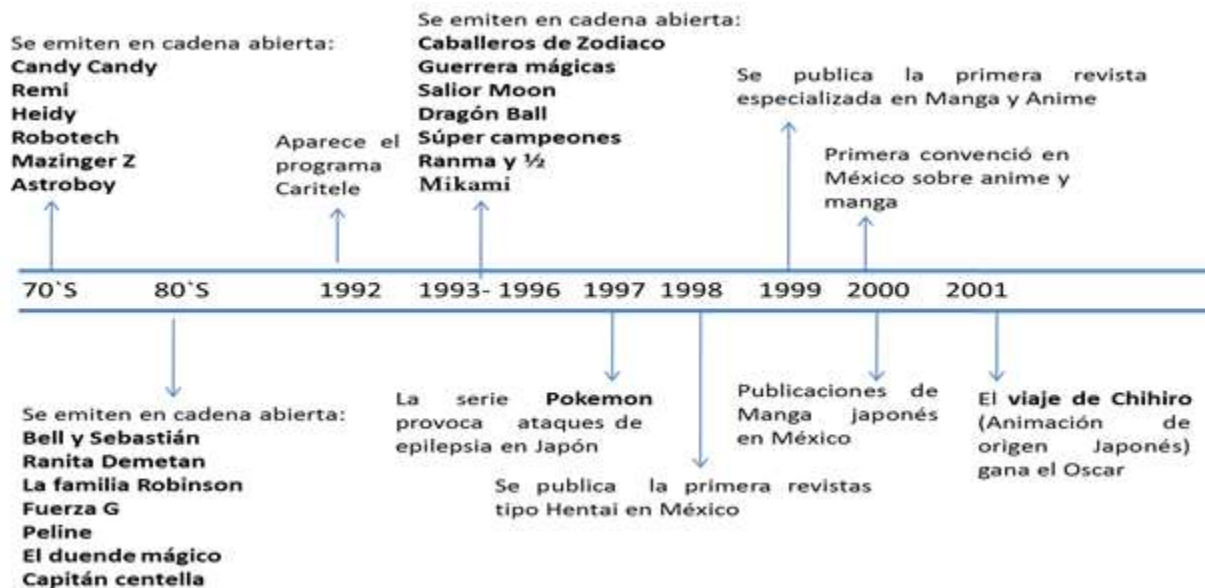 Se emiten en cadena abierta:
Candy Candy
Remi
Heidy
Robotech
Mazinger Z
Astroboy
Aparece el
programa
Caritele
Se emiten en cadena abierta:
Caballeros de Zodiaco
Guerrera mágicas
Salior Moon
Dragón Ball
Súper campeones
Ranma y ½
Mikami
Se publica la primera revista
especializada en Manga y Anime
Primera convenció en
México sobre anime y
manga
70`S 80`S 1992 1993- 1996 1997 1998 1999 2000 2001
Se emiten en cadena abierta:
Bell y Sebastián
Ranita Demetan
La familia Robinson
Fuerza G
Peline
El duende mágico
Capitán centella
La serie Pokemon
provoca ataques de
epilepsia en Japón
Se publica la primera revistas
tipo Hentai en México
Publicaciones de
Manga japonés
en México
El viaje de Chihiro
(Animación de
origen Japonés)
gana el Oscar